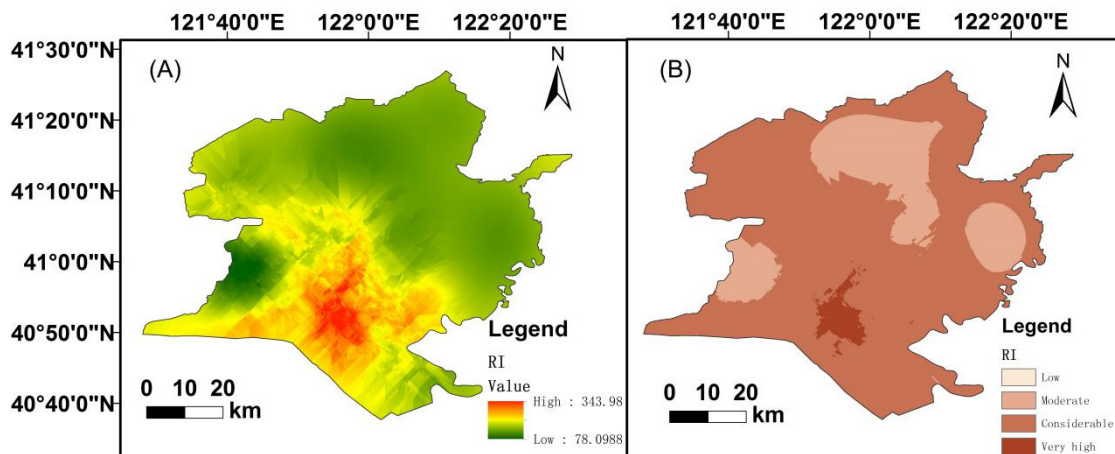 121°40'0"E 122°0'0"E 122°20'0"E
121°40'0"E 122°0'0"E 122°20'0"E
41°30'0"N
41°20'0"N
41°10'0"N
41°0'0"N
40°50'0"N
40°40'0"N
(A)
N
Legend
RI
Value
High : 343.98
Low : 78.0988
0 10 20
km
(B)
N
Legend
RI
Low
Moderate
Considerable
Very high
0 10 20
km